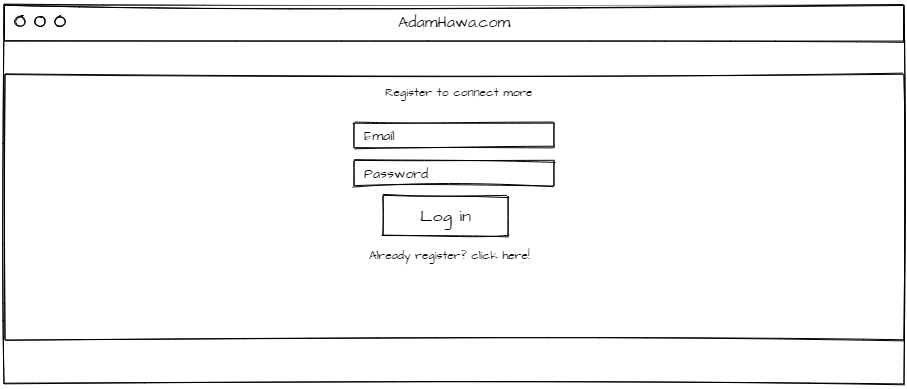 AdamHawa.com
Register to connect more
Email
Password
Log in
Already register? click here!